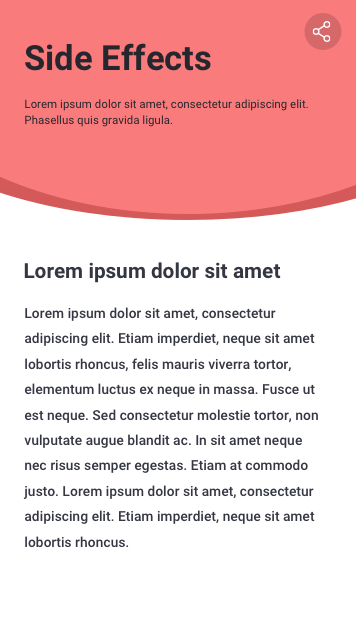 Side Effects
Lorem ipsum dolor sit amet, consectetur adipiscing elit.
Phasellus quis gravida ligula.
Lorem ipsum dolor sit amet
Lorem ipsum dolor sit amet, consectetur
adipiscing elit. Etiam imperdiet, neque sit amet
lobortis rhoncus, felis mauris viverra tortor,
elementum luctus ex neque in massa. Fusce ut
est neque. Sed consectetur molestie tortor, non
vulputate augue blandit ac. In sit amet neque
nec risus semper egestas. Etiam at commodo
justo. Lorem ipsum dolor sit amet, consectetur
adipiscing elit. Etiam imperdiet, neque sit amet
lobortis rhoncus.